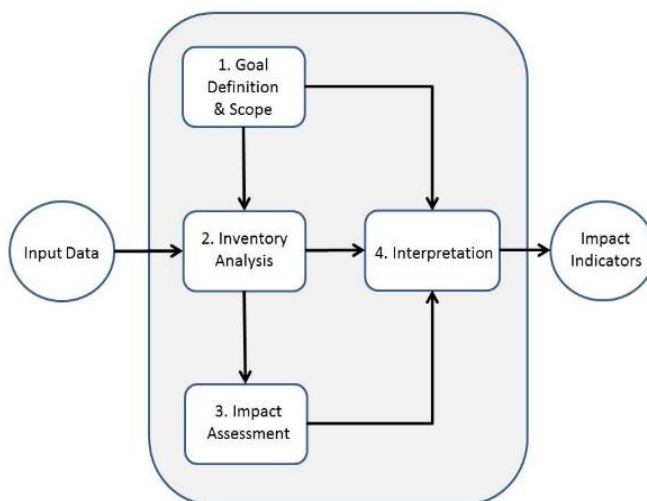 1. Goal
Definition
& Scope
Input Data
2. Inventory
Analysis
4. Interpretation
Impact
Indicators
3. Impact
Assessment